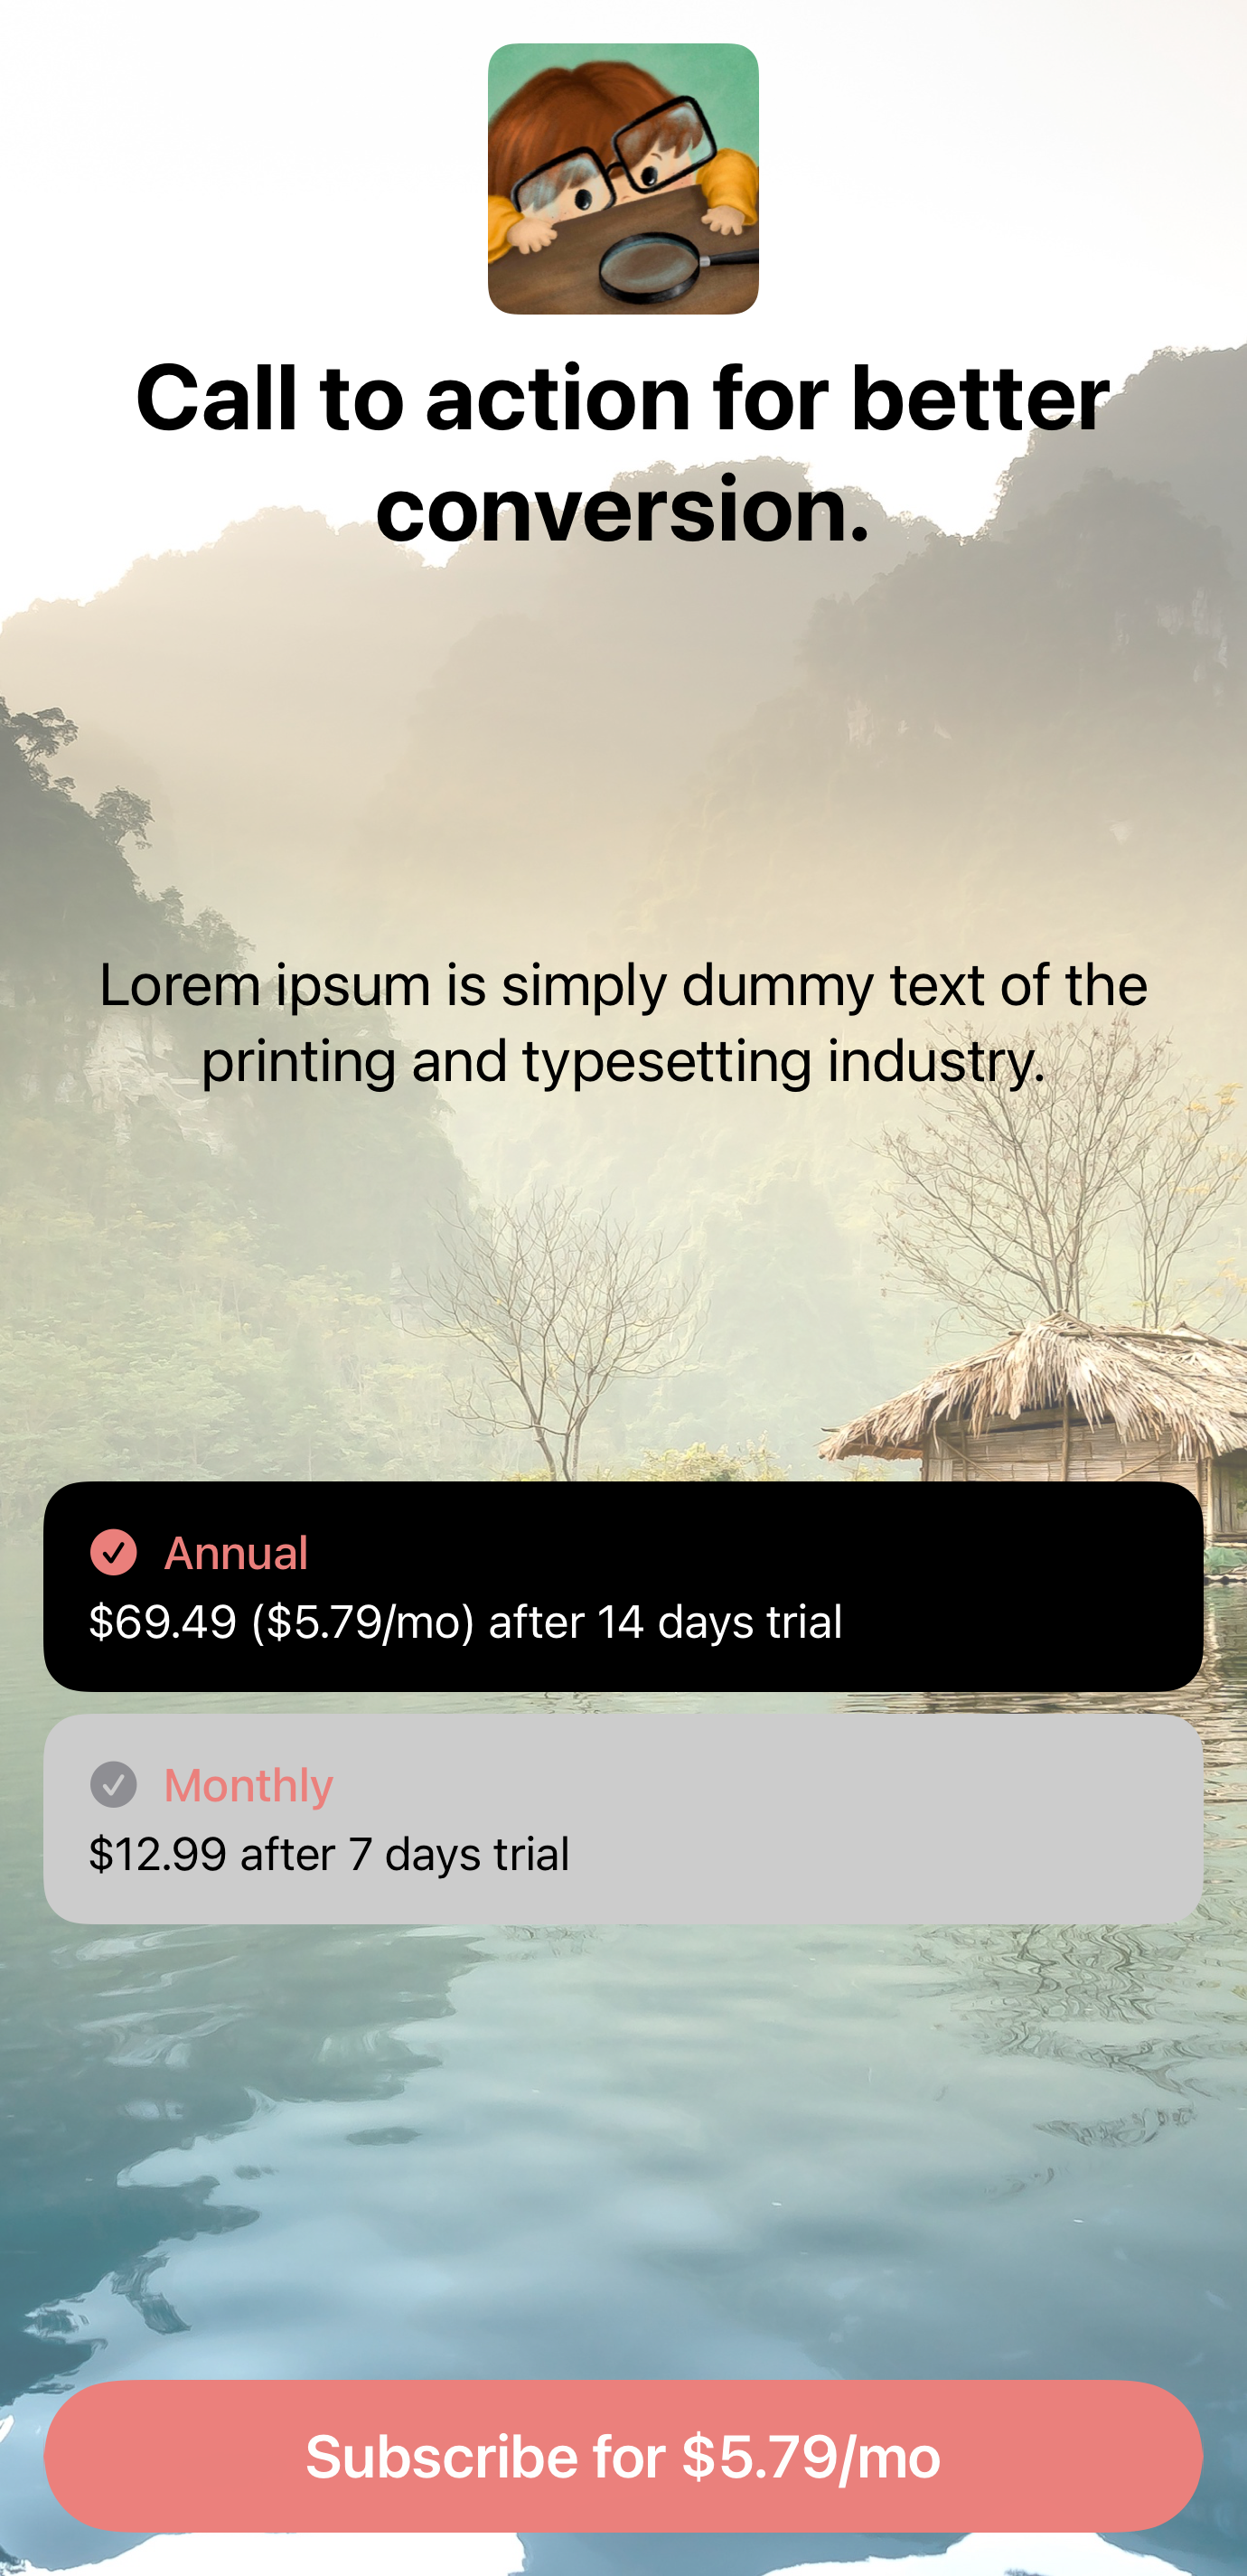 Call to action for better
conversion.
Lorem ipsum is simply dummy text of the
printing and typesetting industry.
Annual
$69.49 ($5.79/mo) after 14 days trial
Monthly
$12.99 after 7 days trial
Subscribe for $5.79/mo